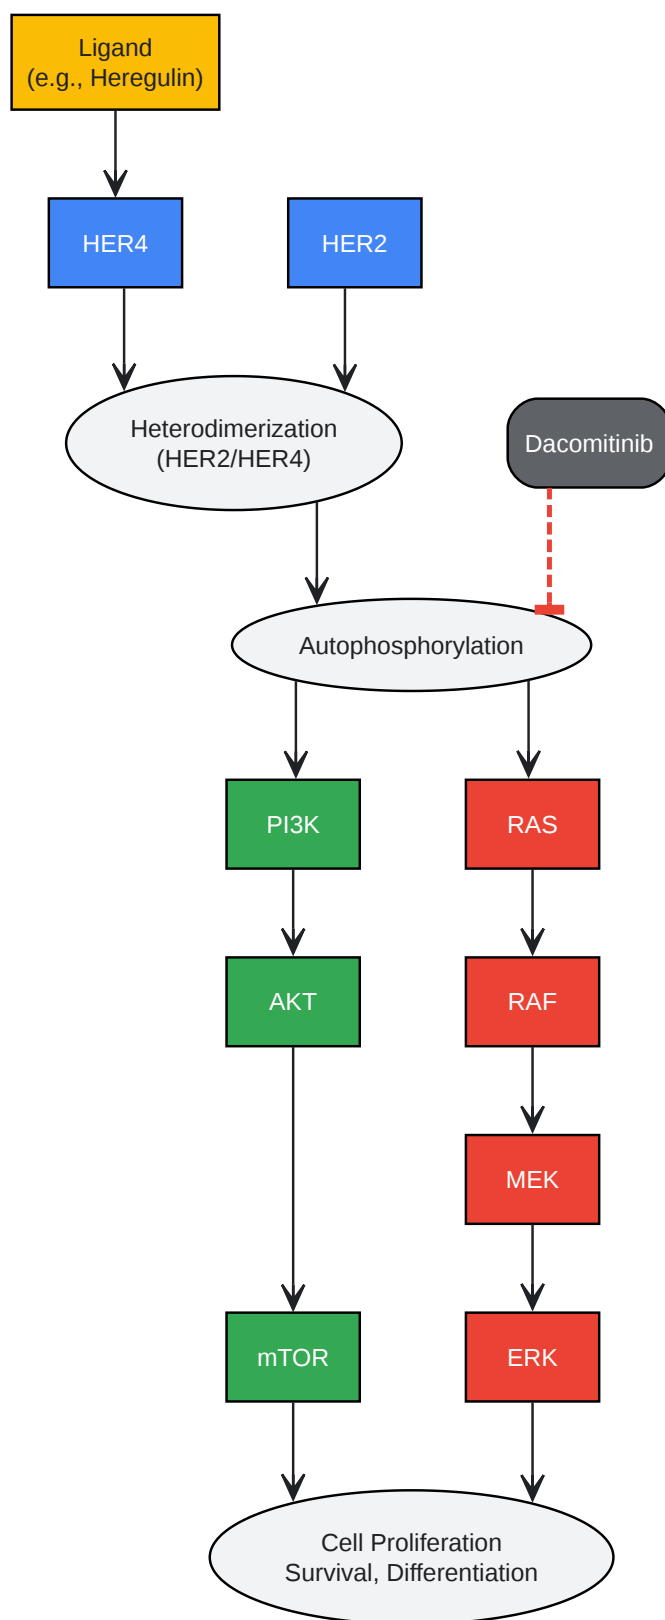 Ligand
(e.g., Heregulin)
HER4
HER2
Heterodimerization
(HER2/HER4)
Dacomitinib
Autophosphorylation
PI3K
RAS
AKT
RAF
MEK
mTOR
ERK
Cell Proliferation
Survival, Differentiation